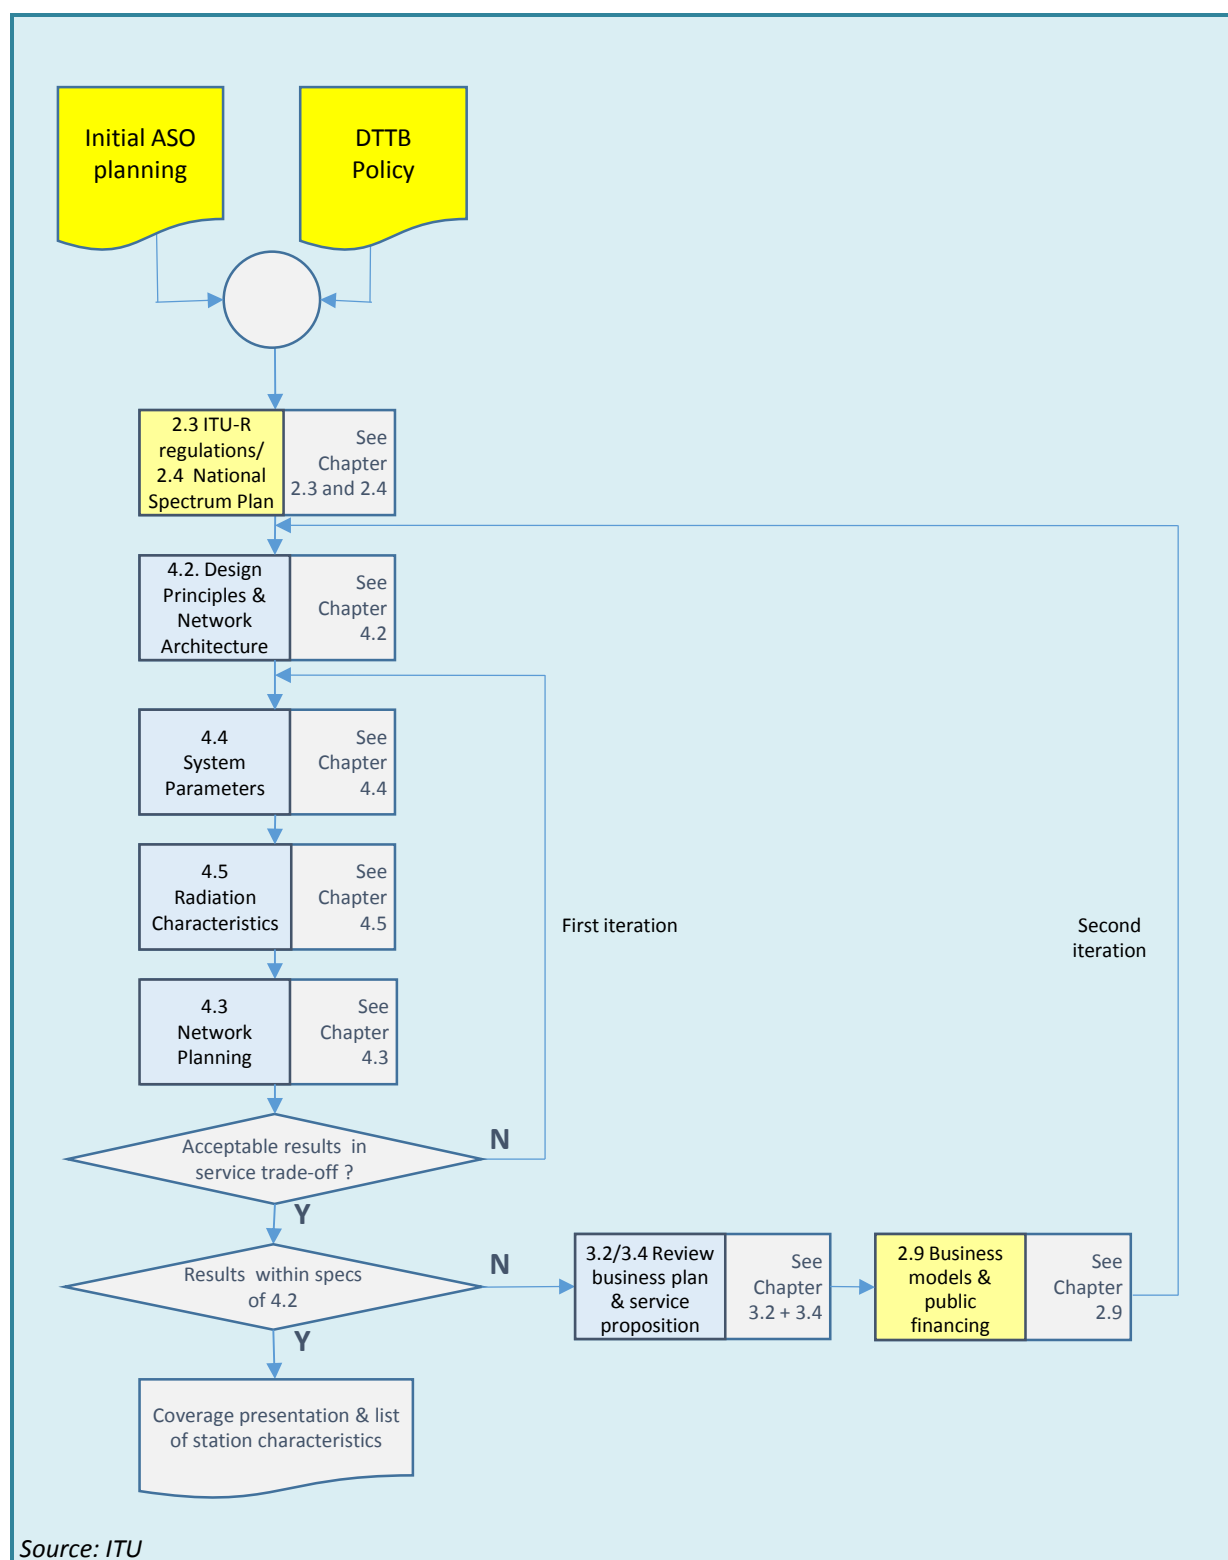 Initial ASO
planning
DTTB
Policy
2.3 ITU-R
regulations/
2.4 National
Spectrum Plan
See
Chapter
2.3 and 2.4
4.2. Design
Principles &
Network
Architecture
See
Chapter
4.2
4.4
System
Parameters
See
Chapter
4.4
4.5
Radiation
Characteristics
See
Chapter
4.5
First iteration
Second
iteration
4.3
Network
Planning
See
Chapter
4.3
Acceptable results in
service trade-off ?
N
Y
Results within specs
of 4.2
N
Y
3.2/3.4 Review
business plan
& service
proposition
See
Chapter
3.2 + 3.4
2.9 Business
models &
public
financing
See
Chapter
2.9
Coverage presentation & list
of station characteristics
Source: ITU